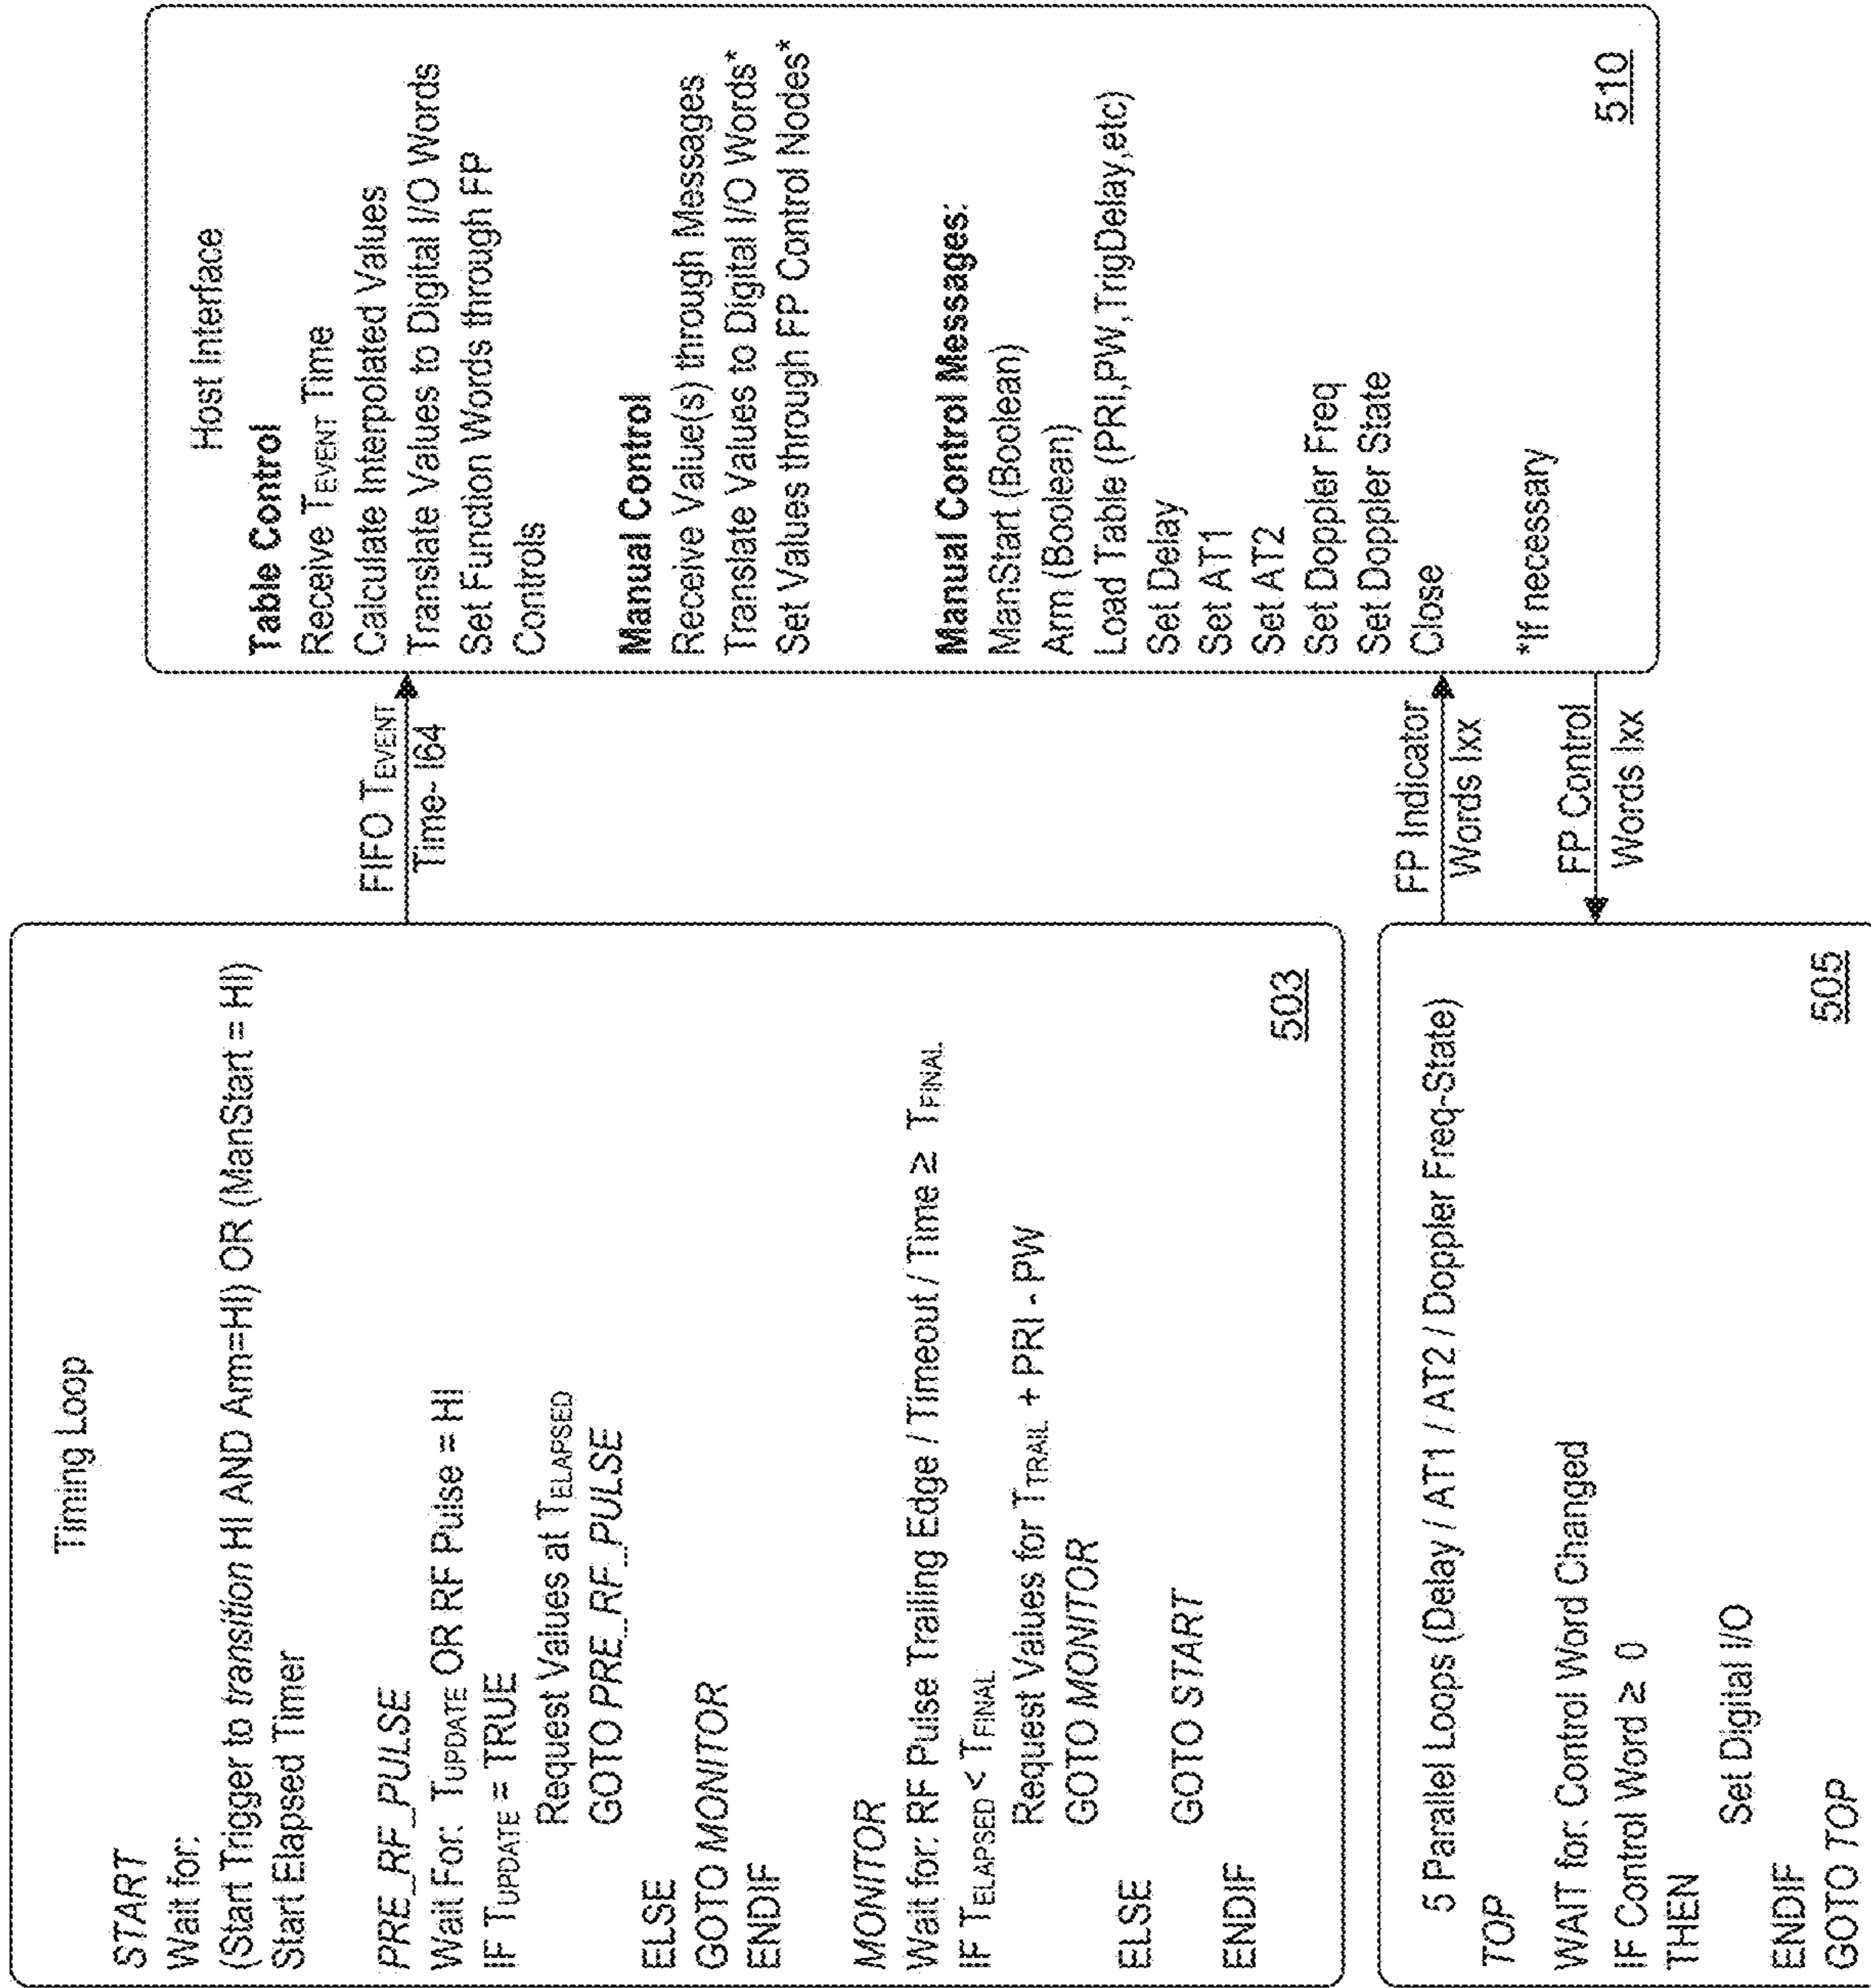 Timing Loop
START
Wait for:
(Start Trigger to transition HI AND Arm=HI) OR (ManStart = HI)
Start Elapsed Timer
PRE_RF_PULSE
Wait For: TUPDATE OR RF Pulse = HI
IF TUPDATE = TRUE
Request Values at TELAPSED
GOTO PRE_RF_PULSE
ELSE
GOTO MONITOR
ENDIF
MONITOR
Wait for: RF Pulse Trailing Edge / Timeout / Time ≥ TFINAL
IF TELAPSED < TFINAL
Request Values for TTRAIL + PRI - PW
GOTO MONITOR
ELSE
GOTO START
ENDIF
503
5 Parallel Loops (Delay / AT1 / AT2 / Doppler Freq-State)
TOP
WAIT for: Control Word Changed
IF Control Word ≥ 0
THEN
Set Digital I/O
ENDIF
GOTO TOP
505
FIFO TEVENT
Time- I64
FP Indicator
Words Ixx
FP Control
Words Ixx
Host Interface
Table Control
Receive TEVENT Time
Calculate Interpolated Values
Translate Values to Digital I/O Words
Set Function Words through FP
Controls
Manual Control
Receive Value(s) through Messages
Translate Values to Digital I/O Words*
Set Values through FP Control Nodes*
Manual Control Messages:
ManStart (Boolean)
Arm (Boolean)
Load Table (PRI,PW,TrigDelay,etc)
Set Delay
Set AT1
Set AT2
Set Doppler Freq
Set Doppler State
Close
*If necessary
510